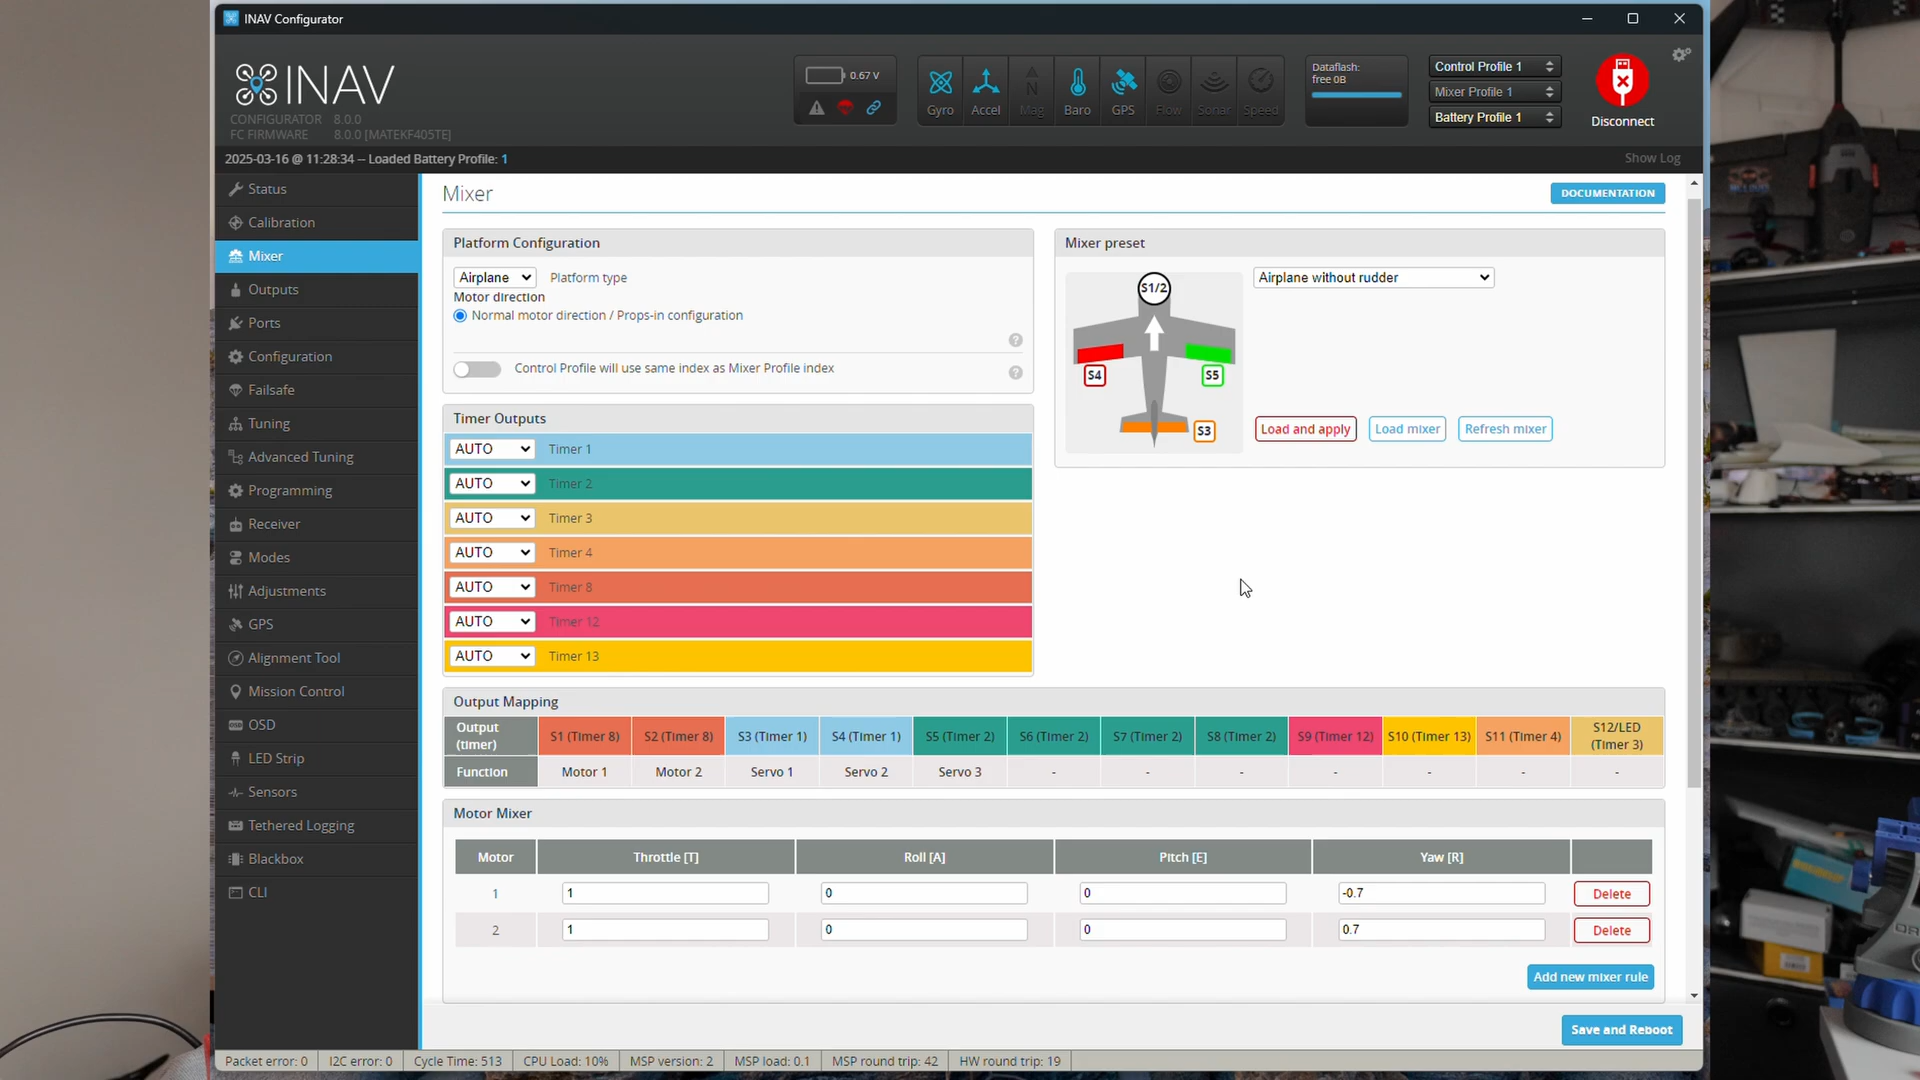 INAV Configurator
INAV
CONFIGURATOR 8.0.0
FC FIRMWARE 8.0.0 [MATEKF405TE]
0.67 V
Gyro Accel Mag Baro GPS Flow Sonar Speed
Dataflash:
free 0B
Control Profile 1
Mixer Profile 1
Battery Profile 1
Disconnect
2025-03-16 @ 11:28:34 -- Loaded Battery Profile: 1
Show Log
Status
Calibration
Mixer
Outputs
Ports
Configuration
Failsafe
Tuning
Advanced Tuning
Programming
Receiver
Modes
Adjustments
GPS
Alignment Tool
Mission Control
OSD
LED Strip
Sensors
Tethered Logging
Blackbox
CLI
Mixer
DOCUMENTATION
Platform Configuration
Airplane Platform type
Motor direction
Normal motor direction / Props-in configuration
?
Control Profile will use same index as Mixer Profile index
?
Mixer preset
Airplane without rudder
S1/2
S4
S5
S3
Load and apply
Load mixer
Refresh mixer
Timer Outputs
AUTO Timer 1
AUTO Timer 2
AUTO Timer 3
AUTO Timer 4
AUTO Timer 8
AUTO Timer 12
AUTO Timer 13
Output Mapping
Output (timer) S1 (Timer 8) S2 (Timer 8) S3 (Timer 1) S4 (Timer 1) S5 (Timer 2) S6 (Timer 2) S7 (Timer 2) S8 (Timer 2) S9 (Timer 12) S10 (Timer 13) S11 (Timer 4) S12/LED (Timer 3)
Function Motor 1 Motor 2 Servo 1 Servo 2 Servo 3 - - - - - - -
Motor Mixer
Motor Throttle [T] Roll [A] Pitch [E] Yaw [R]
1 1 0 0 -0.7 Delete
2 1 0 0 0.7 Delete
Add new mixer rule
Save and Reboot
Packet error: 0 I2C error: 0 Cycle Time: 513 CPU Load: 10% MSP version: 2 MSP load: 0.1 MSP round trip: 42 HW round trip: 19